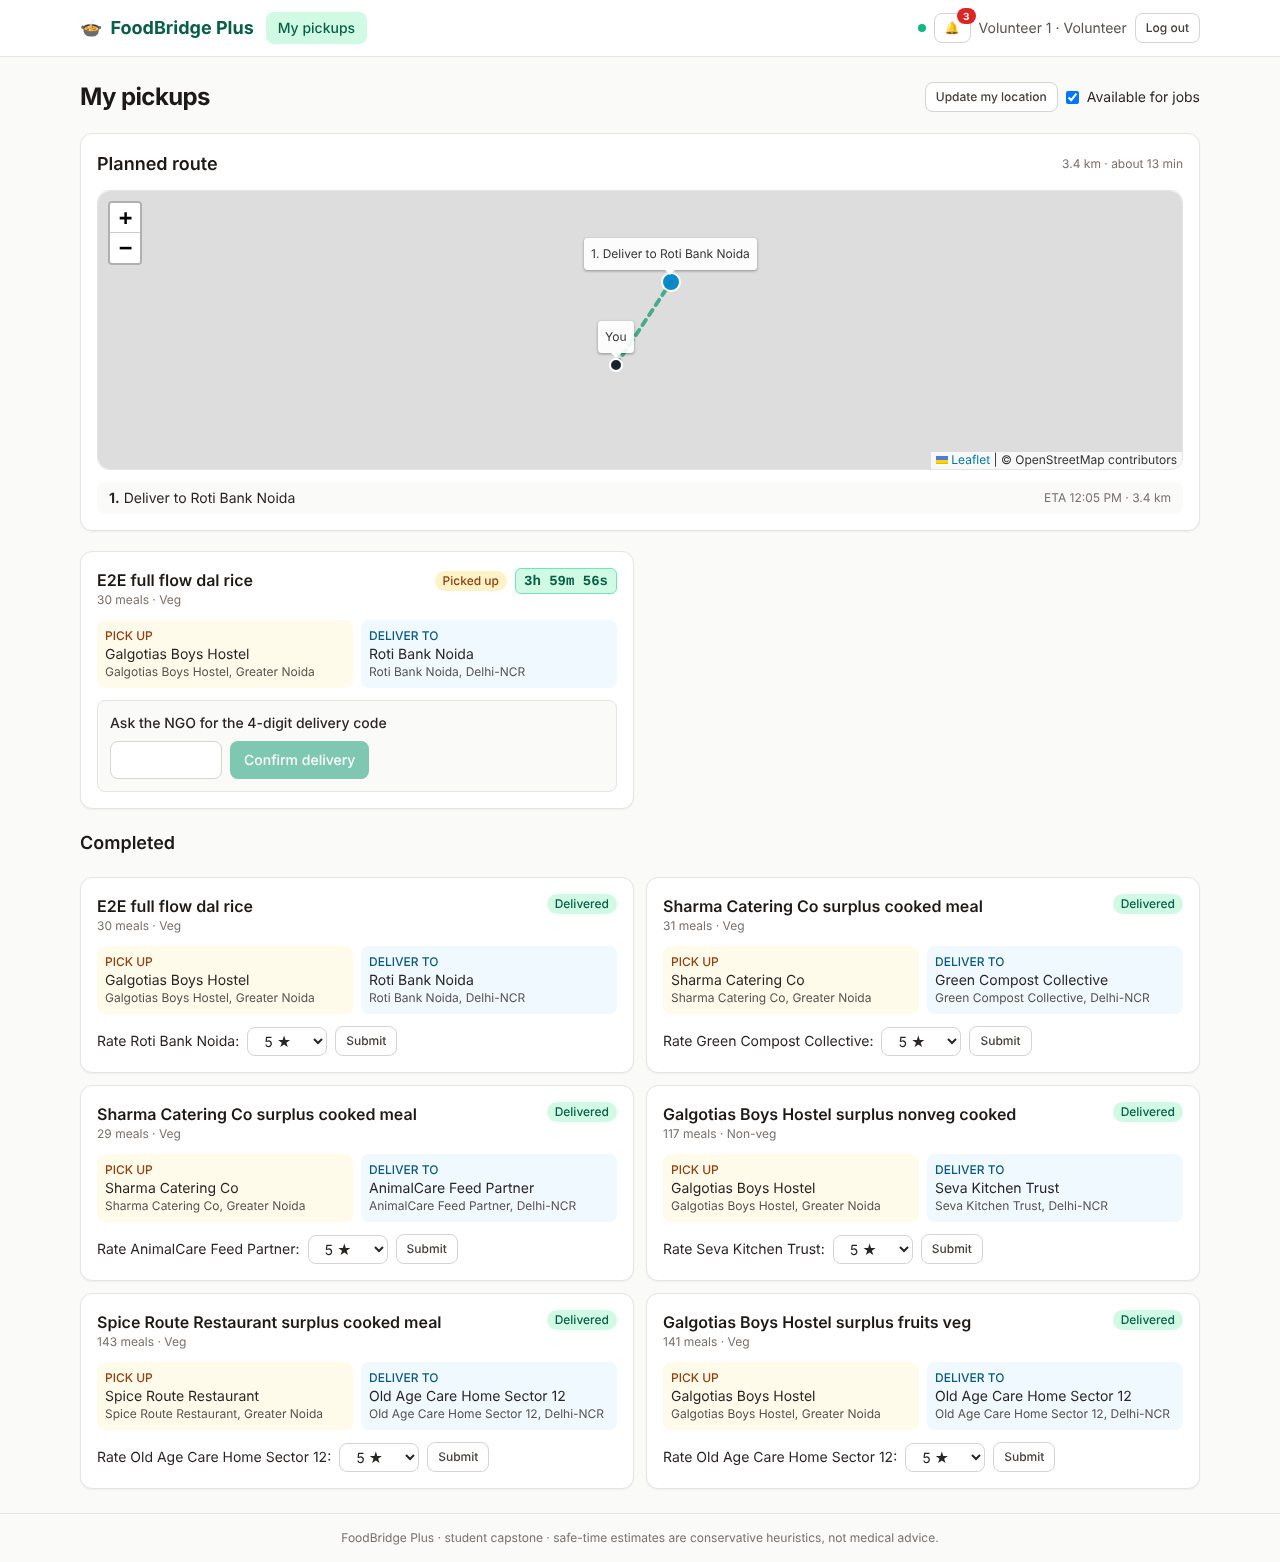 🍲 FoodBridge Plus
My pickups
🔔 3
Volunteer 1 · Volunteer
Log out
My pickups
Update my location
Available for jobs
Planned route
3.4 km · about 13 min
+
−
1. Deliver to Roti Bank Noida
You
Leaflet | © OpenStreetMap contributors
1. Deliver to Roti Bank Noida
ETA 12:05 PM · 3.4 km
E2E full flow dal rice
Picked up
3h 59m 56s
30 meals · Veg
PICK UP
Galgotias Boys Hostel
Galgotias Boys Hostel, Greater Noida
DELIVER TO
Roti Bank Noida
Roti Bank Noida, Delhi-NCR
Ask the NGO for the 4-digit delivery code
Confirm delivery
Completed
E2E full flow dal rice
Delivered
30 meals · Veg
PICK UP
Galgotias Boys Hostel
Galgotias Boys Hostel, Greater Noida
DELIVER TO
Roti Bank Noida
Roti Bank Noida, Delhi-NCR
Rate Roti Bank Noida: 5 ★ Submit
Sharma Catering Co surplus cooked meal
Delivered
31 meals · Veg
PICK UP
Sharma Catering Co
Sharma Catering Co, Greater Noida
DELIVER TO
Green Compost Collective
Green Compost Collective, Delhi-NCR
Rate Green Compost Collective: 5 ★ Submit
Sharma Catering Co surplus cooked meal
Delivered
29 meals · Veg
PICK UP
Sharma Catering Co
Sharma Catering Co, Greater Noida
DELIVER TO
AnimalCare Feed Partner
AnimalCare Feed Partner, Delhi-NCR
Rate AnimalCare Feed Partner: 5 ★ Submit
Galgotias Boys Hostel surplus nonveg cooked
Delivered
117 meals · Non-veg
PICK UP
Galgotias Boys Hostel
Galgotias Boys Hostel, Greater Noida
DELIVER TO
Seva Kitchen Trust
Seva Kitchen Trust, Delhi-NCR
Rate Seva Kitchen Trust: 5 ★ Submit
Spice Route Restaurant surplus cooked meal
Delivered
143 meals · Veg
PICK UP
Spice Route Restaurant
Spice Route Restaurant, Greater Noida
DELIVER TO
Old Age Care Home Sector 12
Old Age Care Home Sector 12, Delhi-NCR
Rate Old Age Care Home Sector 12: 5 ★ Submit
Galgotias Boys Hostel surplus fruits veg
Delivered
141 meals · Veg
PICK UP
Galgotias Boys Hostel
Galgotias Boys Hostel, Greater Noida
DELIVER TO
Old Age Care Home Sector 12
Old Age Care Home Sector 12, Delhi-NCR
Rate Old Age Care Home Sector 12: 5 ★ Submit
FoodBridge Plus · student capstone · safe-time estimates are conservative heuristics, not medical advice.